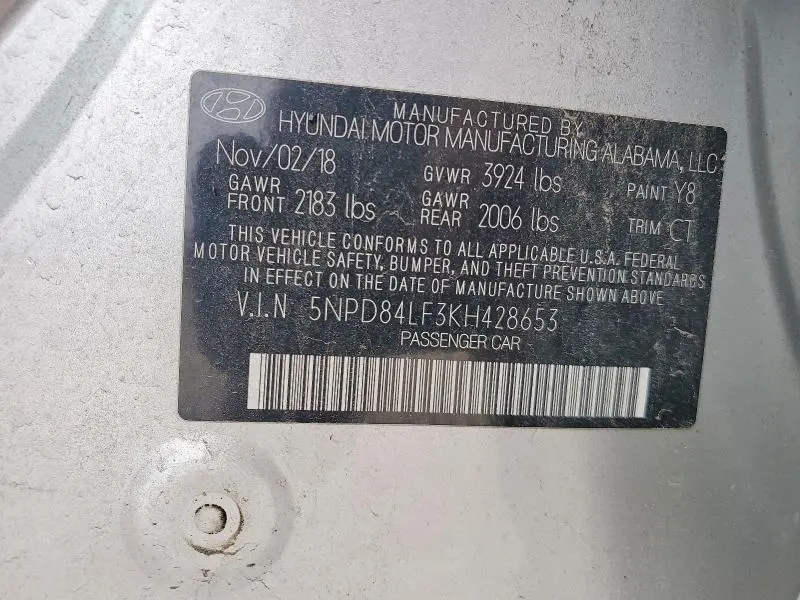 MANUFACTURED BY
HYUNDAI MOTOR MANUFACTURING ALABAMA, LLC
Nov/02/18 GVWR 3924 lbs PAINT Y8
GAWR FRONT 2183 lbs GAWR REAR 2006 lbs TRIM CT
THIS VEHICLE CONFORMS TO ALL APPLICABLE U.S.A. FEDERAL
MOTOR VEHICLE SAFETY, BUMPER, AND THEFT PREVENTION STANDARDS
IN EFFECT ON THE DATE OF MANUFACTURE SHOWN ABOVE
V.I.N 5NPD84LF3KH428653
PASSENGER CAR